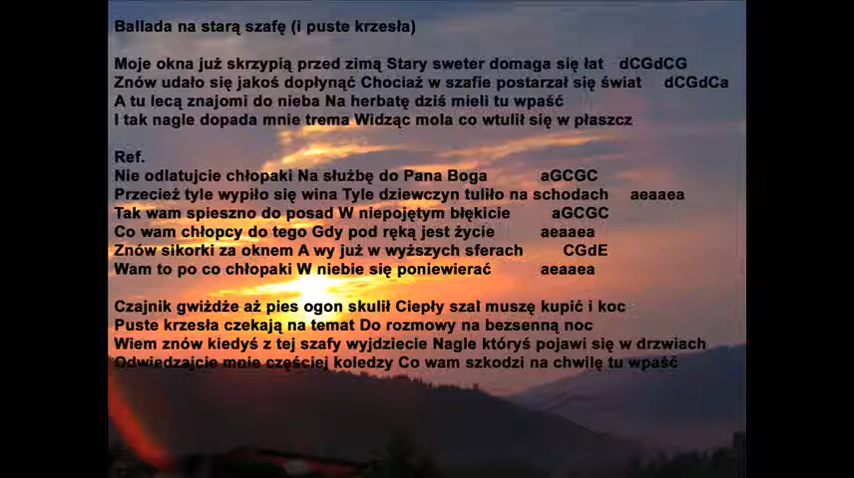 Ballada na starą szafę (i puste krzesła)
Moje okna już skrzypią przed zimą Stary sweter domaga się łat dCGdCG
Znów udało się jakoś dopłynąć Chociaż w szafie postarzał się świat dCGdCa
A tu lecą znajomi do nieba Na herbatę dziś mieli tu wpaść
I tak nagle dopada mnie trema Widząc mola co wtulił się w płaszcz
Ref.
Nie odlatujcie chłopaki Na służbę do Pana Boga aGCGC
Przecież tyle wypiło się wina Tyle dziewczyn tuliło na schodach aeaaea
Tak wam spieszno do posad W niepojętym błękicie aGCGC
Co wam chłopcy do tego Gdy pod ręką jest życie aeaaea
Znów sikorki za oknem A wy już w wyższych sferach CGdE
Wam to po co chłopaki W niebie się poniewierać aeaaea
Czajnik gwiżdże aż pies ogon skulił Ciepły szal muszę kupić i koc
Puste krzesła czekają na temat Do rozmowy na bezsenną noc
Wiem znów kiedyś z tej szafy wyjdziecie Nagle któryś pojawi się w drzwiach
Odwiedzajcie mnie częściej koledzy Co wam szkodzi na chwilę tu wpaść